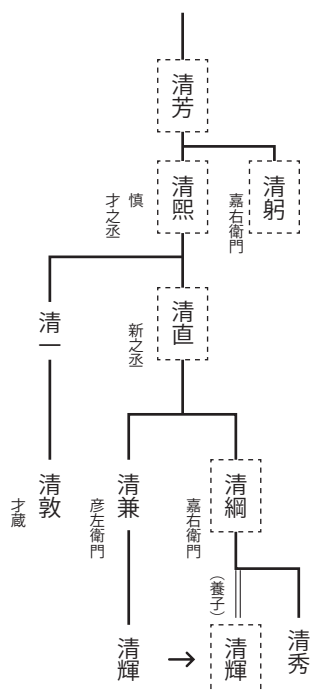 清芳
清躬
嘉右衛門
清熙
慎
才之丞
清直
新之丞
清一
清綱
嘉右衛門
清兼
彦左衛門
清敦
才蔵
清秀
（養子）
清輝
→
清輝